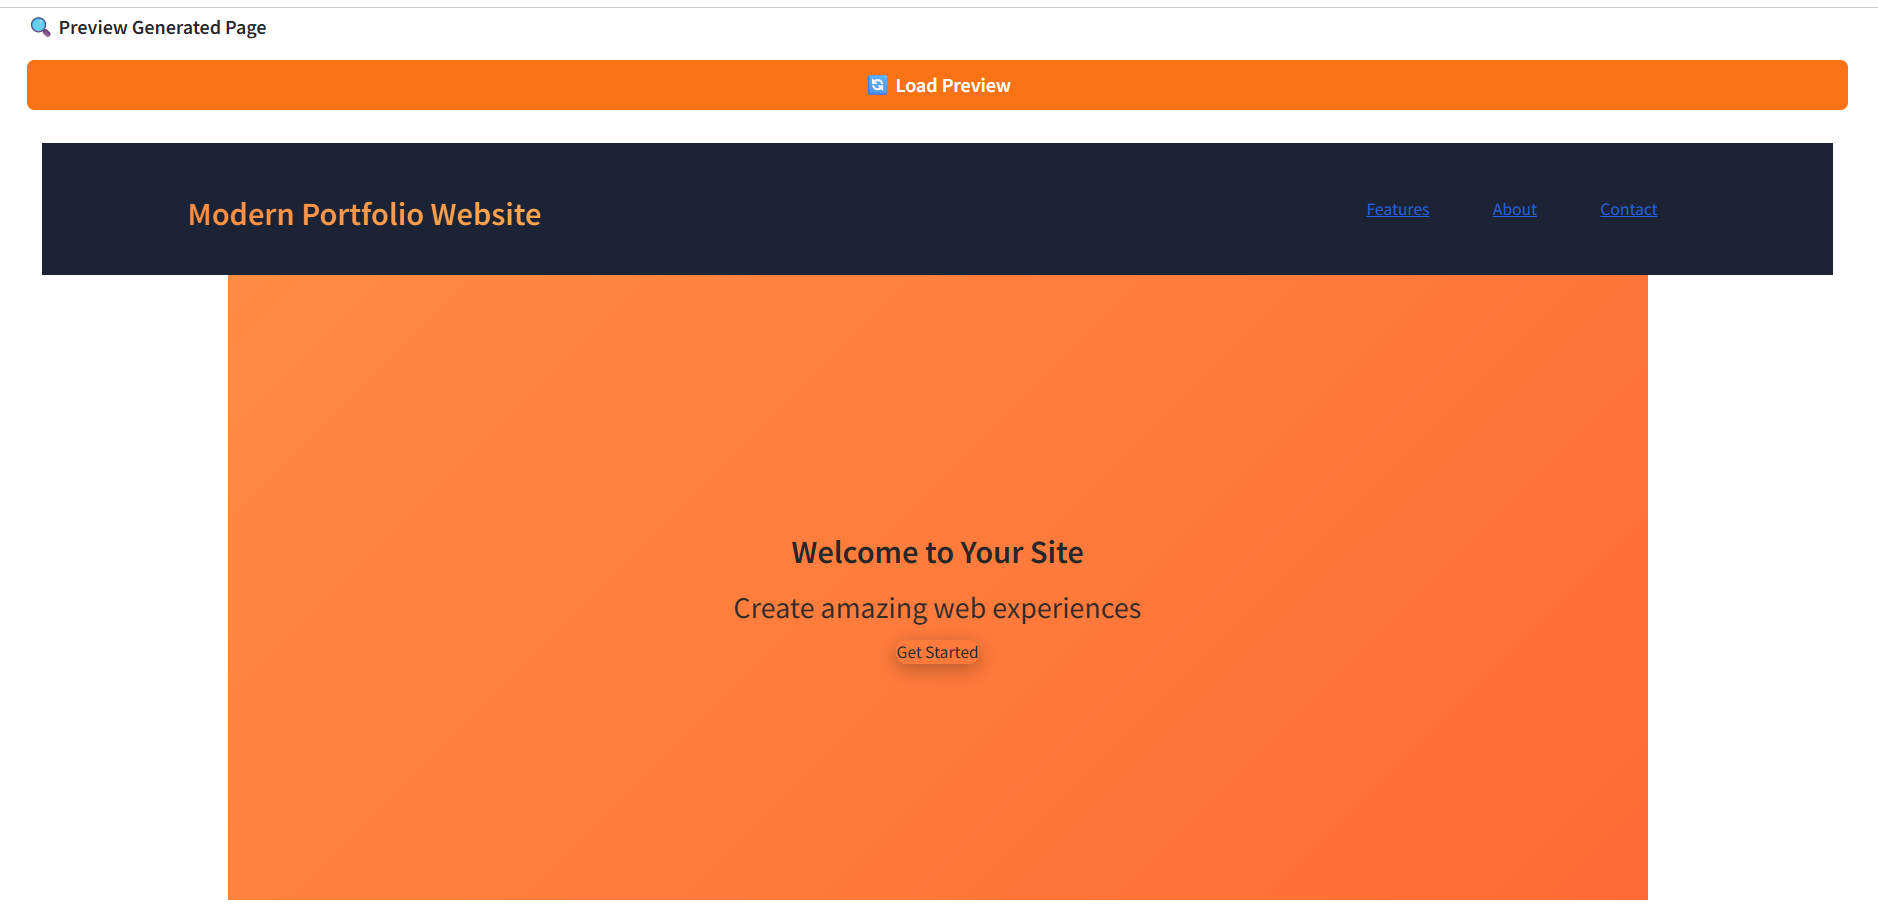 🔍 Preview Generated Page
🔄 Load Preview
Modern Portfolio Website
Features About Contact
Welcome to Your Site
Create amazing web experiences
Get Started